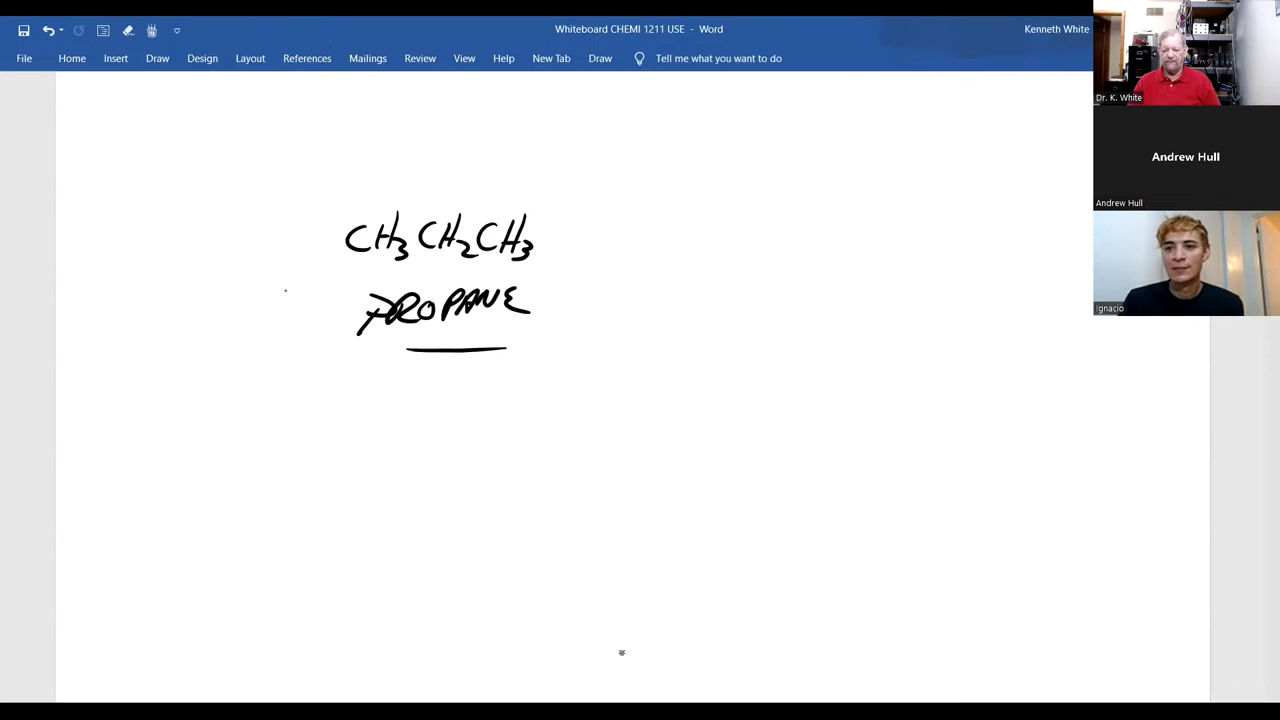 Whiteboard CHEMI 1211 USE - Word
Kenneth White
File Home Insert Draw Design Layout References Mailings Review View Help New Tab Draw Tell me what you want to do
Dr. K. White
Andrew Hull
Andrew Hull
Ignacio
CH₃CH₂CH₃
PROPANE